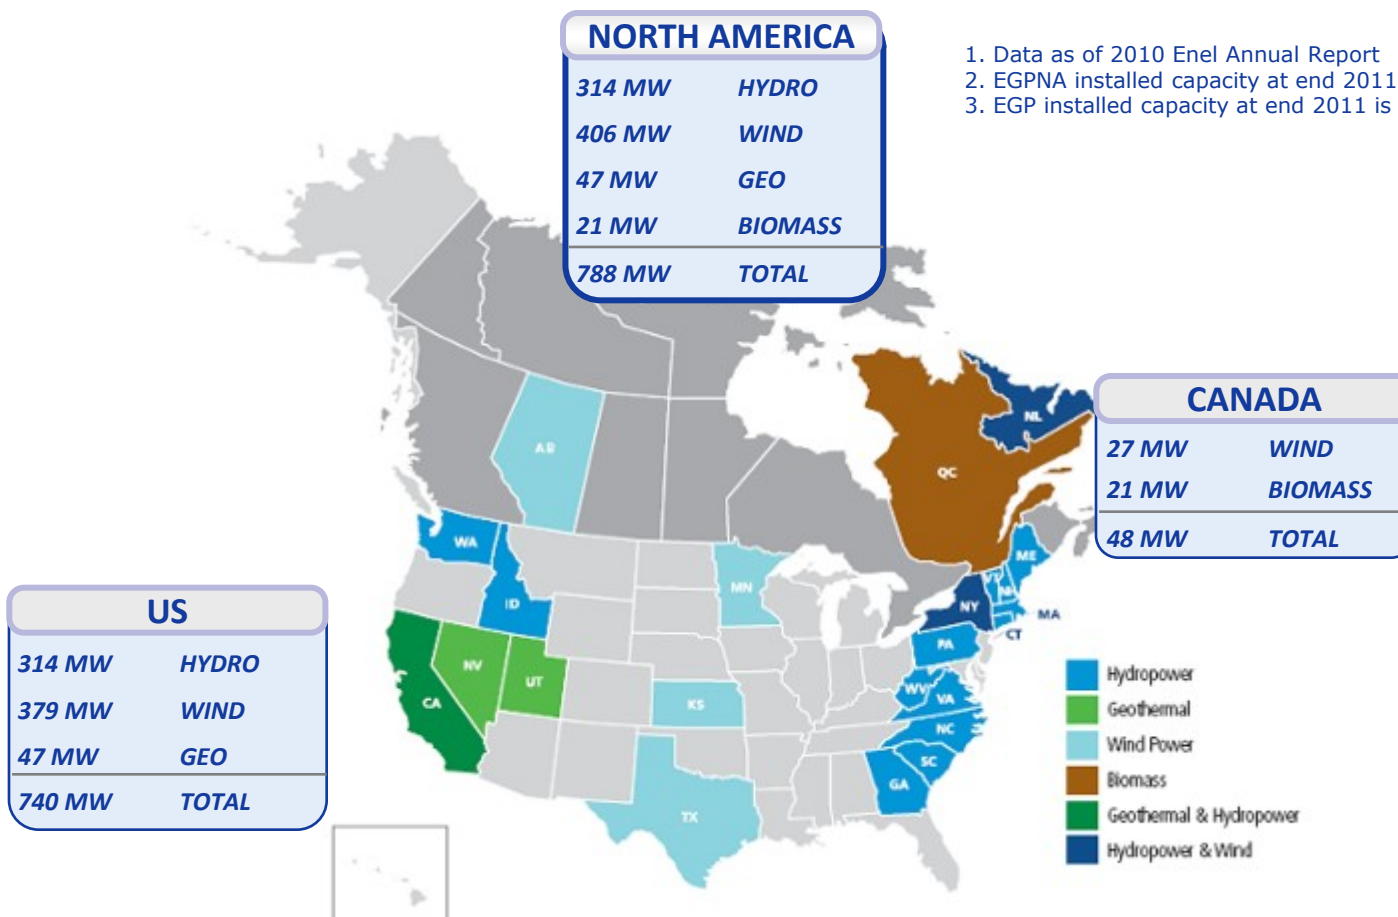 NORTH AMERICA
314 MW HYDRO
406 MW WIND
47 MW GEO
21 MW BIOMASS
788 MW TOTAL
1. Data as of 2010 Enel Annual Report
2. EGPNA installed capacity at end 2011
3. EGP installed capacity at end 2011 is
CANADA
27 MW WIND
21 MW BIOMASS
48 MW TOTAL
US
314 MW HYDRO
379 MW WIND
47 MW GEO
740 MW TOTAL
AB
QC
NL
WA
ID
MN
ME
VT
NH
NY
MA
CT
PA
NV
UT
CA
KS
WV
VA
NC
SC
GA
TX
Hydropower
Geothermal
Wind Power
Biomass
Geothermal & Hydropower
Hydropower & Wind